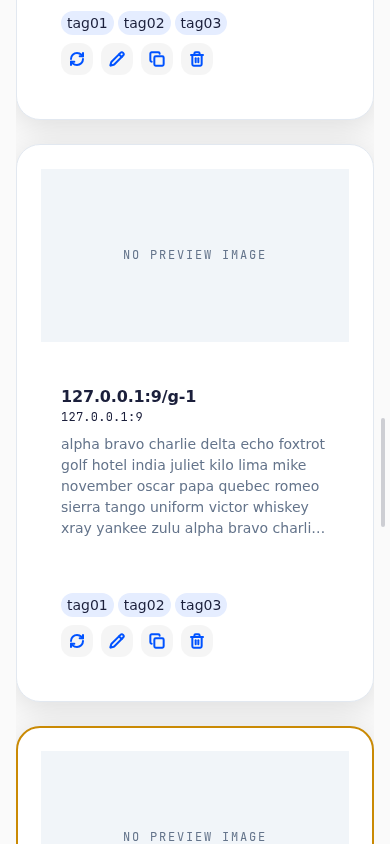 tag01 tag02 tag03
NO PREVIEW IMAGE
127.0.0.1:9/g-1
127.0.0.1:9
alpha bravo charlie delta echo foxtrot
golf hotel india juliet kilo lima mike
november oscar papa quebec romeo
sierra tango uniform victor whiskey
xray yankee zulu alpha bravo charli…
tag01 tag02 tag03
NO PREVIEW IMAGE